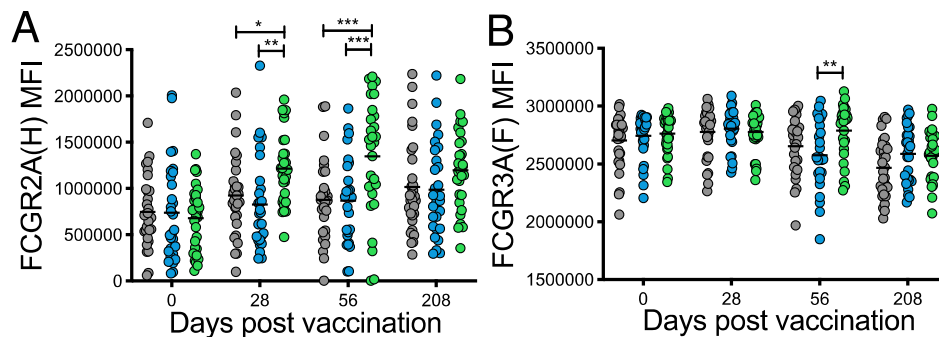 A
FCGR2A(H) MFI
2500000
2000000
1500000
1000000
500000
0
* 
**
***
***
0 28 56 208
Days post vaccination
B
FCGR3A(F) MFI
3500000
3000000
2500000
2000000
1500000
**
0 28 56 208
Days post vaccination